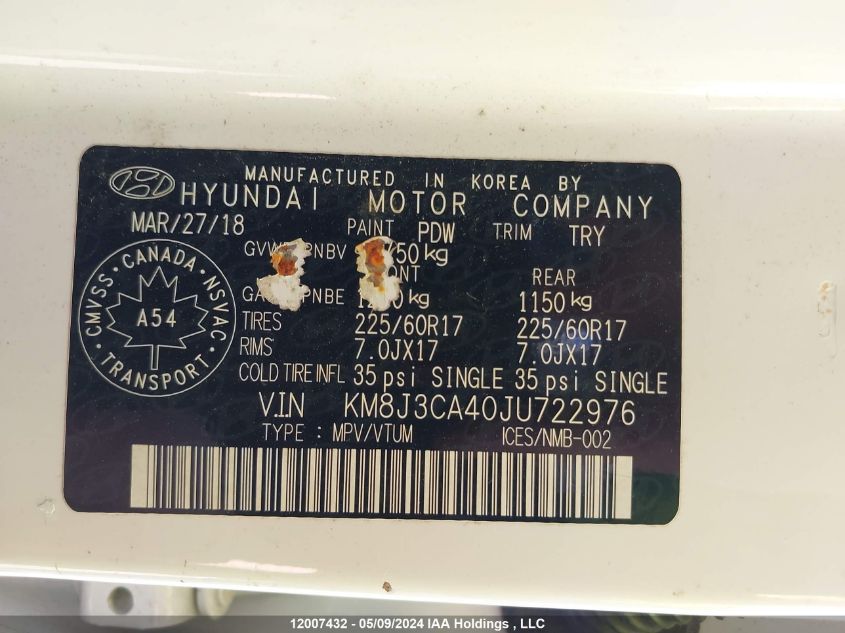 MANUFACTURED IN KOREA BY
HYUNDAI MOTOR COMPANY
MAR/27/18 PAINT PDW TRIM TRY
kg
REAR
kg 1150 kg
TIRES 225/60R17 225/60R17
RIMS 7.0JX17 7.0JX17
COLD TIRE INFL 35 psi SINGLE 35 psi SINGLE
V.I.N KM8J3CA40JU722976
TYPE : MPV/VTUM ICES/NMB-002
CANADA
CMVSS · NSVAC
A54
TRANSPORT
12007432 - 05/09/2024 IAA Holdings , LLC